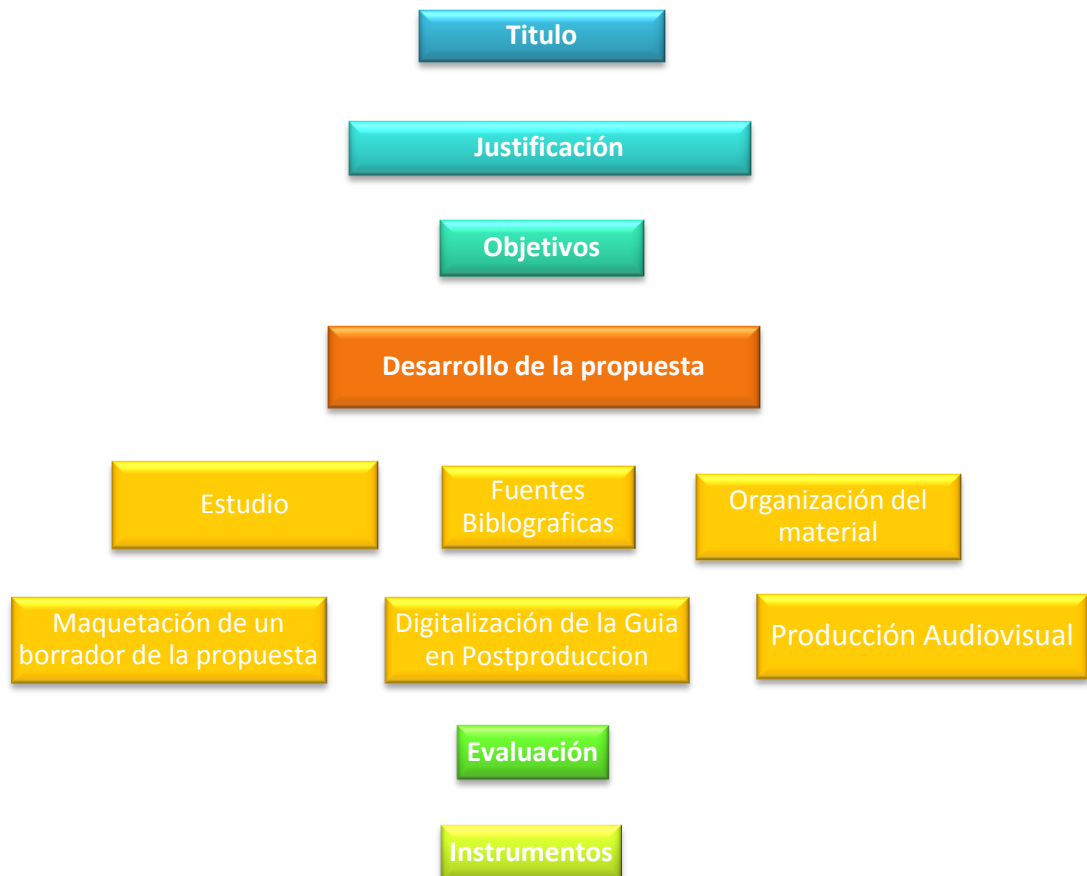 Titulo
Justificación
Objetivos
Desarrollo de la propuesta
Estudio
Fuentes
Biblograficas
Organización del
material
Maquetación de un
borrador de la propuesta
Digitalización de la Guia
en Postproduccion
Producción Audiovisual
Evaluación
Instrumentos